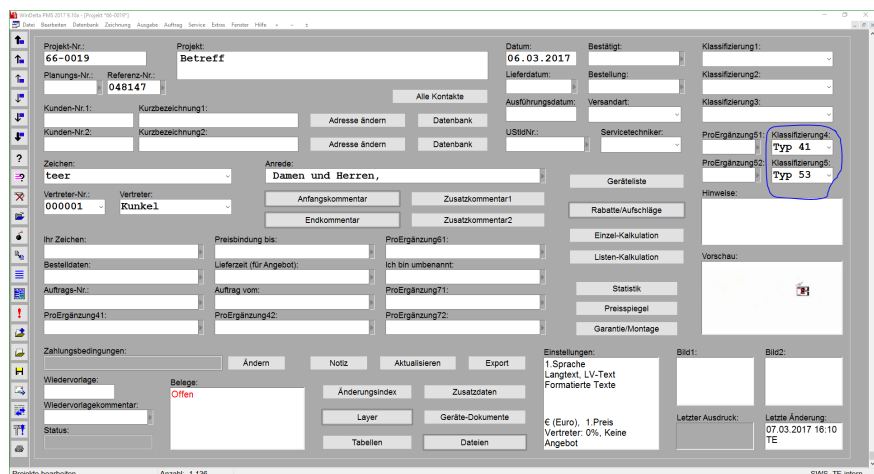 WinDelta PMS 2017 9.10a - [Projekt "66-0019"]
Datei Bearbeiten Datenbank Zeichnung Ausgabe Auftrag Service Extras Fenster Hilfe + - ±
Projekt-Nr.: Projekt: Datum: Bestätigt: Klassifizierung1:
66-0019 Betreff 06.03.2017
Planungs-Nr.: Referenz-Nr.: Lieferdatum: Bestellung: Klassifizierung2:
048147
Alle Kontakte
Ausführungsdatum: Versandart: Klassifizierung3:
Kunden-Nr.1: Kurzbezeichnung1:
Adresse ändern Datenbank
Kunden-Nr.2: Kurzbezeichnung2: UStIdNr.: Servicetechniker: ProErgänzung51: Klassifizierung4:
Adresse ändern Datenbank Typ 41
Zeichen: Anrede: ProErgänzung52: Klassifizierung5:
teer Damen und Herren, Geräteliste Typ 53
Vertreter-Nr.: Vertreter: Hinweise:
000001 Kunkel Anfangskommentar Zusatzkommentar1 Rabatte/Aufschläge
Endkommentar Zusatzkommentar2
Einzel-Kalkulation
Ihr Zeichen: Preisbindung bis: ProErgänzung61:
Listen-Kalkulation Vorschau:
Bestelldaten: Lieferzeit (für Angebot): Ich bin umbenannt:
Auftrags-Nr.: Auftrag vom: ProErgänzung71: Statistik
Preisspiegel
ProErgänzung41: ProErgänzung42: ProErgänzung72:
Garantie/Montage
Zahlungsbedingungen: Einstellungen: Bild1: Bild2:
Ändern Notiz Aktualisieren Export 1.Sprache
Langtext, LV-Text
Wiedervorlage: Belege: Formatierte Texte
Offen Änderungsindex Zusatzdaten
Wiedervorlagekommentar:
Layer Geräte-Dokumente € (Euro), 1.Preis Letzter Ausdruck: Letzte Änderung:
Status: Vertreter: 0%, Keine 07.03.2017 16:10
Tabellen Dateien Angebot TE
Projekte bearbeiten Anzahl: 1.136 SWS, TE intern